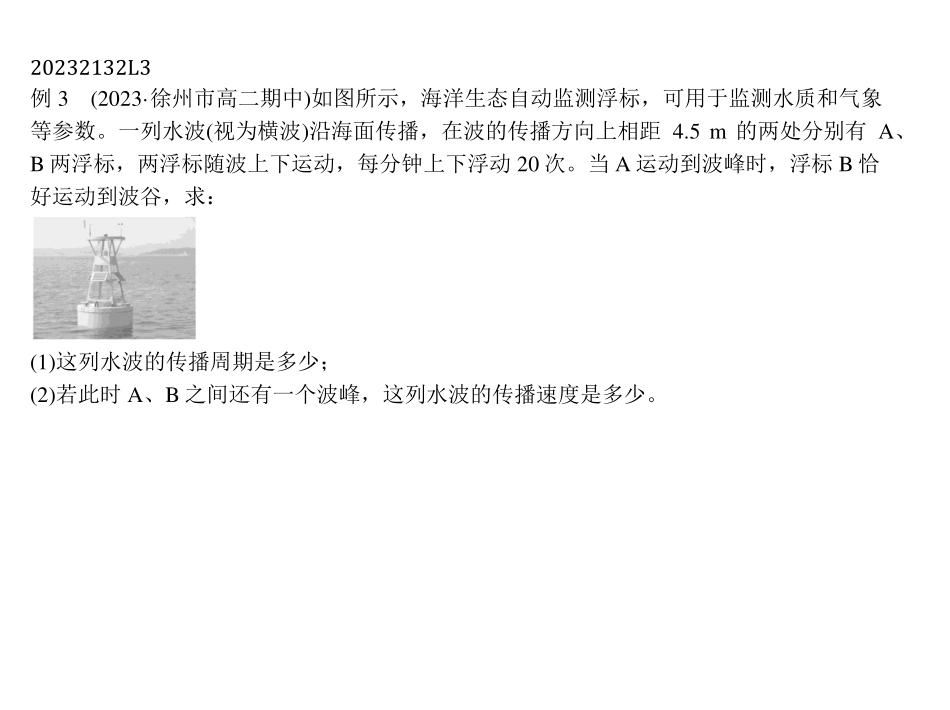 20232132L3
例 3　(2023·徐州市高二期中)如图所示，海洋生态自动监测浮标，可用于监测水质和气象
等参数。一列水波(视为横波)沿海面传播，在波的传播方向上相距 4.5 m 的两处分别有 A、
B 两浮标，两浮标随波上下运动，每分钟上下浮动 20 次。当 A 运动到波峰时，浮标 B 恰
好运动到波谷，求：
(1)这列水波的传播周期是多少；
(2)若此时 A、B 之间还有一个波峰，这列水波的传播速度是多少。